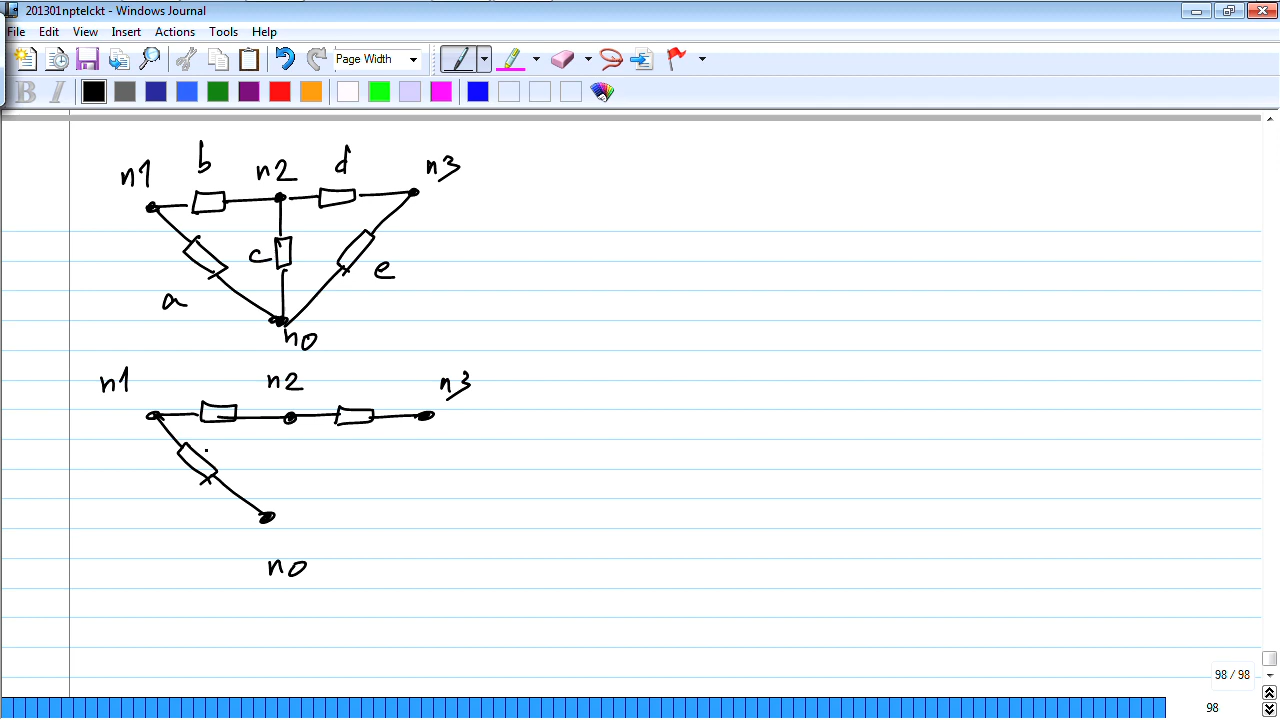 201301nptelckt - Windows Journal
File Edit View Insert Actions Tools Help
Page Width
B I
n1 b n2 d n3
c
a e
n0
n1 n2 n3
n0
98 / 98
98